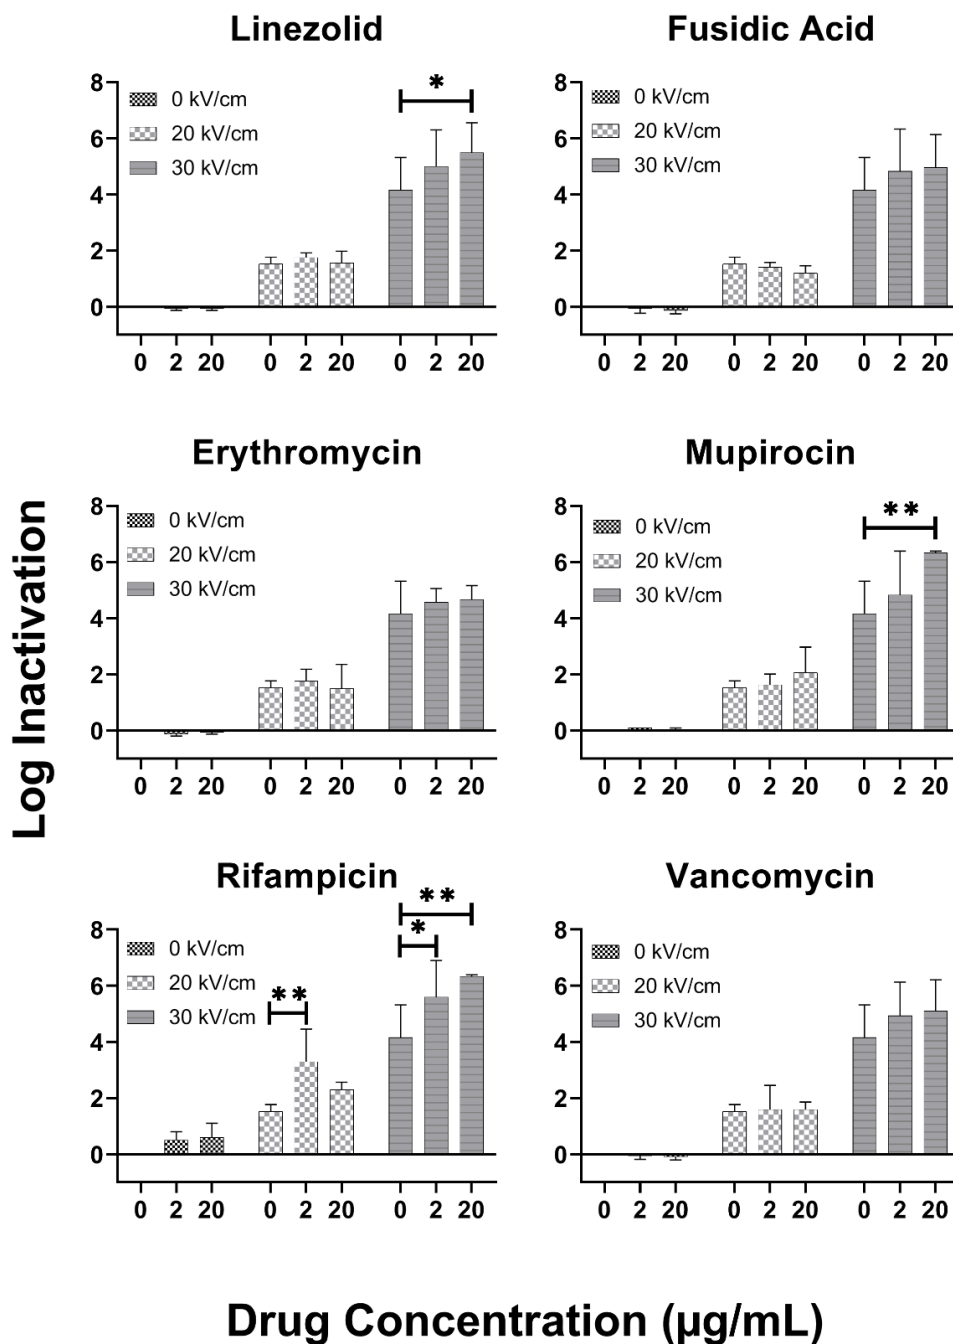 Linezolid
8
6
4
2
0
0 kV/cm
20 kV/cm
30 kV/cm
*
0 2 20 0 2 20 0 2 20
Fusidic Acid
8
6
4
2
0
0 kV/cm
20 kV/cm
30 kV/cm
0 2 20 0 2 20 0 2 20
Log Inactivation
Erythromycin
8
6
4
2
0
0 kV/cm
20 kV/cm
30 kV/cm
0 2 20 0 2 20 0 2 20
Mupirocin
8
6
4
2
0
0 kV/cm
20 kV/cm
30 kV/cm
**
0 2 20 0 2 20 0 2 20
Rifampicin
8
6
4
2
0
0 kV/cm
20 kV/cm
30 kV/cm
**
*
**
0 2 20 0 2 20 0 2 20
Vancomycin
8
6
4
2
0
0 kV/cm
20 kV/cm
30 kV/cm
0 2 20 0 2 20 0 2 20
Drug Concentration (μg/mL)